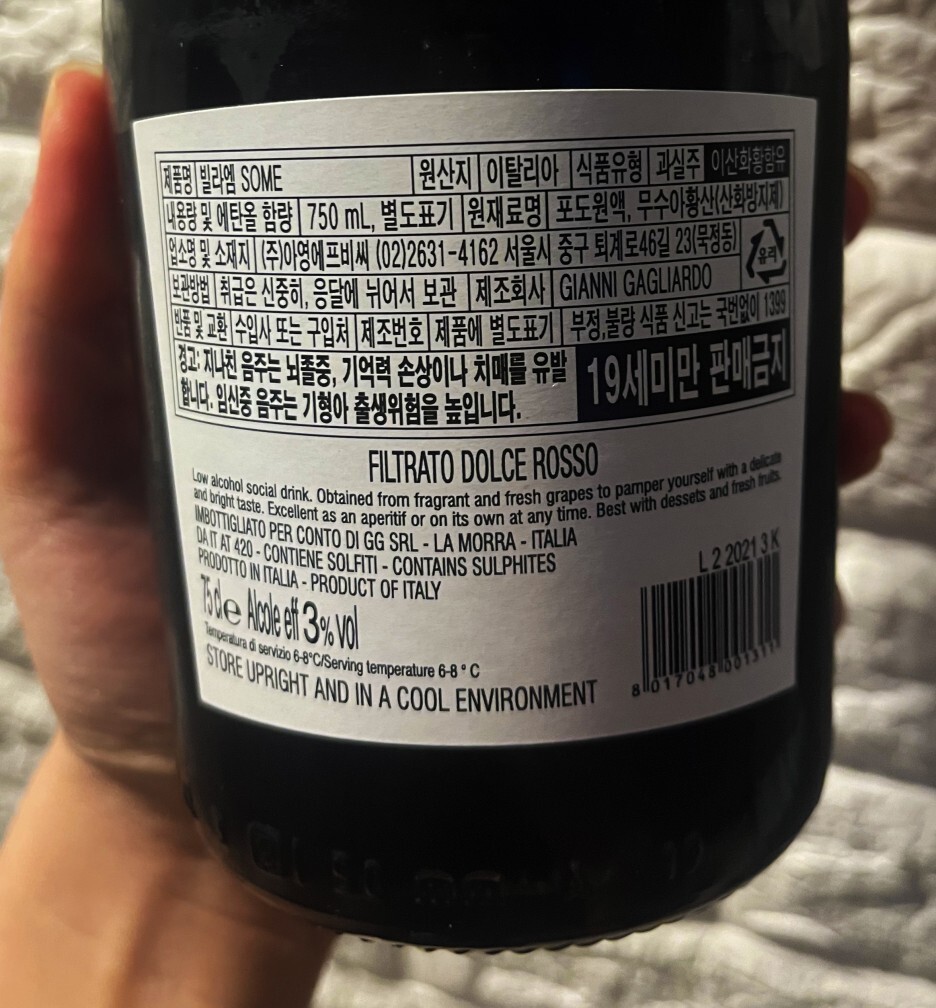 제품명 빌라엠 SOME 원산지 이탈리아 식품유형 과실주 이산화황함유
내용량 및 에탄올 함량 750 mL, 별도표기 원재료명 포도원액, 무수아황산(산화방지제)
업소명 및 소재지 (주)아영에프비씨 (02)2631-4162 서울시 중구 퇴계로46길 23(묵정동)
유리
보관방법 취급은 신중히, 응달에 뉘어서 보관 제조회사 GIANNI GAGLIARDO
반품 및 교환 수입사 또는 구입처 제조번호 제품에 별도표기 부정,불량 식품 신고는 국번없이 1399
경고: 지나친 음주는 뇌졸중, 기억력 손상이나 치매를 유발
합니다. 임신중 음주는 기형아 출생위험을 높입니다.
19세미만 판매금지
FILTRATO DOLCE ROSSO
Low alcohol social drink. Obtained from fragrant and fresh grapes to pamper yourself with a delicate
and bright taste. Excellent as an aperitif or on its own at any time. Best with dessets and fresh fruits.
IMBOTTIGLIATO PER CONTO DI GG SRL - LA MORRA - ITALIA
DA IT AT 420 - CONTIENE SOLFITI - CONTAINS SULPHITES
PRODOTTO IN ITALIA - PRODUCT OF ITALY
L 2 2021 3 K
75 cl e Alcole eff 3% vol
Temperatura di servizio 6-8°C/Serving temperature 6-8 ° C
STORE UPRIGHT AND IN A COOL ENVIRONMENT
8 017048 001311